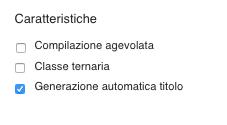 Caratteristiche
Compilazione agevolata
Classe ternaria
Generazione automatica titolo